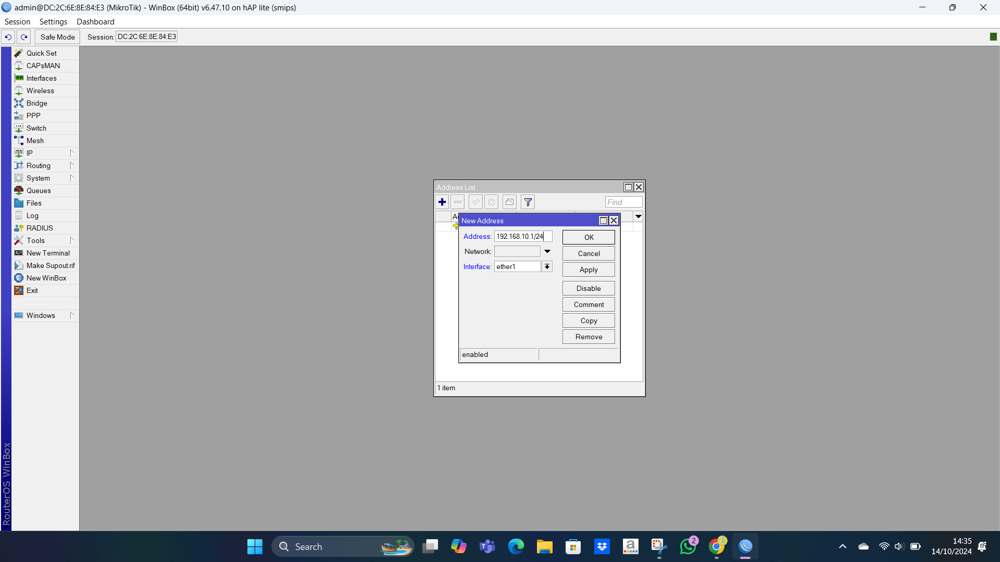 admin@DC:2C:6E:8E:84:E3 (MikroTik) - WinBox (64bit) v6.47.10 on hAP lite (smips)
Session Settings Dashboard
Safe Mode Session: DC:2C:6E:8E:84:E3
Quick Set
CAPsMAN
Interfaces
Wireless
Bridge
PPP
Switch
Mesh
IP
Routing
System
Queues
Files
Log
RADIUS
Tools
New Terminal
Make Supout.rif
New WinBox
Exit
Windows
RouterOS WinBox
Address List
Find
New Address
Address: 192.168.10.1/24
Network:
Interface: ether1
OK
Cancel
Apply
Disable
Comment
Copy
Remove
enabled
1 item
Search
2
14:35
14/10/2024